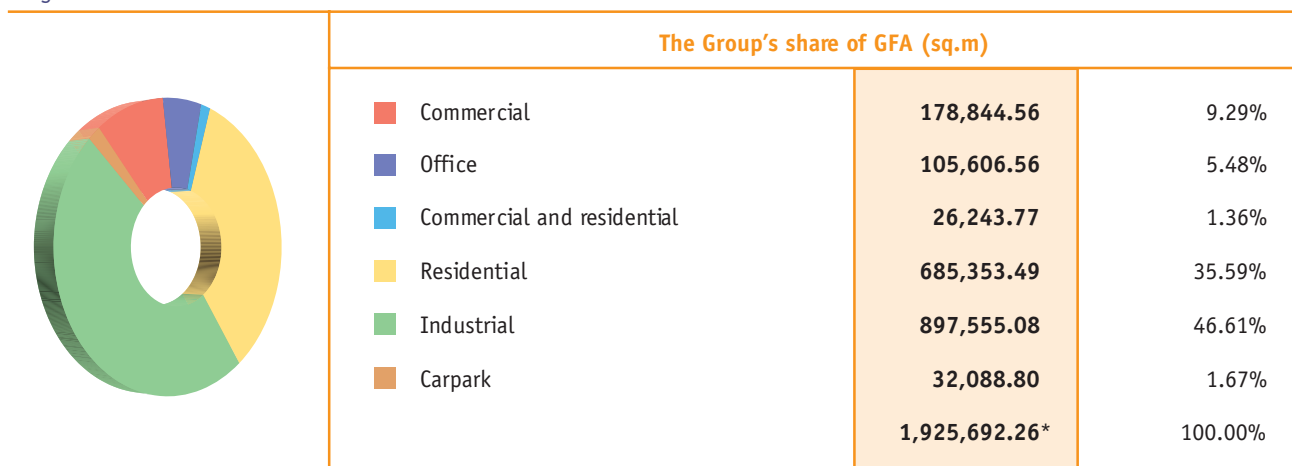 The Group's share of GFA (sq.m)
Commercial 178,844.56 9.29%
Office 105,606.56 5.48%
Commercial and residential 26,243.77 1.36%
Residential 685,353.49 35.59%
Industrial 897,555.08 46.61%
Carpark 32,088.80 1.67%
1,925,692.26* 100.00%